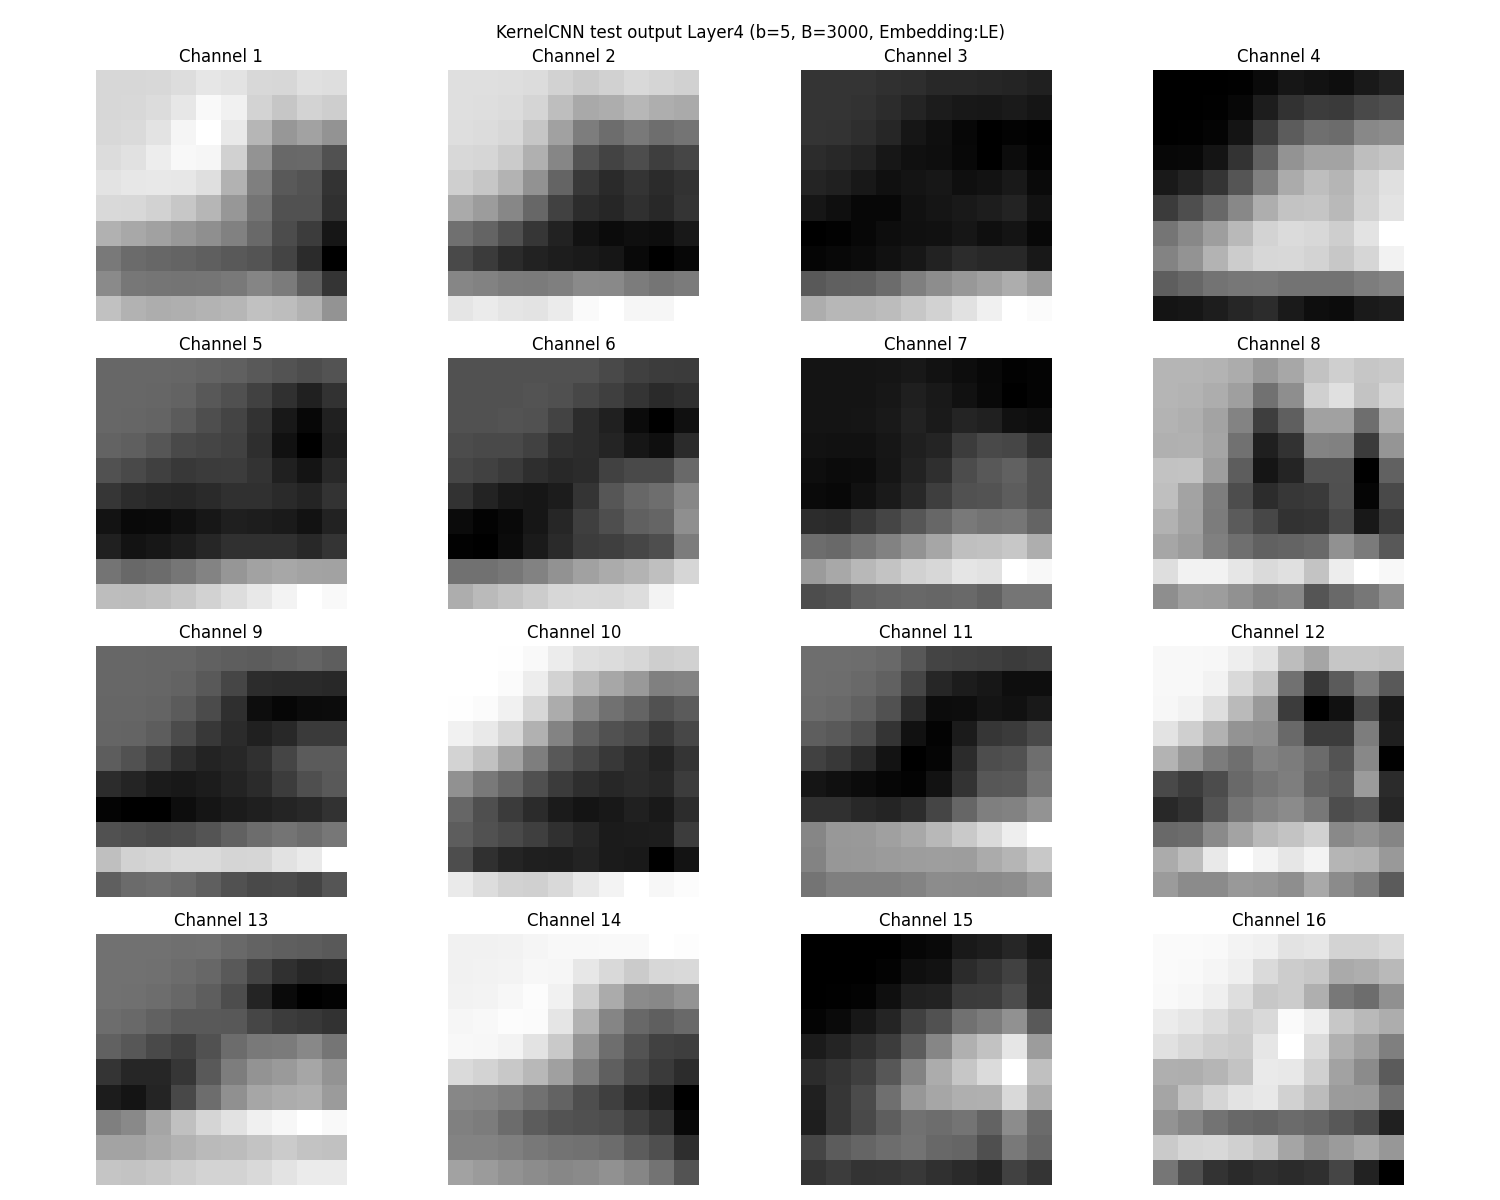 KernelCNN test output Layer4 (b=5, B=3000, Embedding:LE)
Channel 1
Channel 2
Channel 3
Channel 4
Channel 5
Channel 6
Channel 7
Channel 8
Channel 9
Channel 10
Channel 11
Channel 12
Channel 13
Channel 14
Channel 15
Channel 16